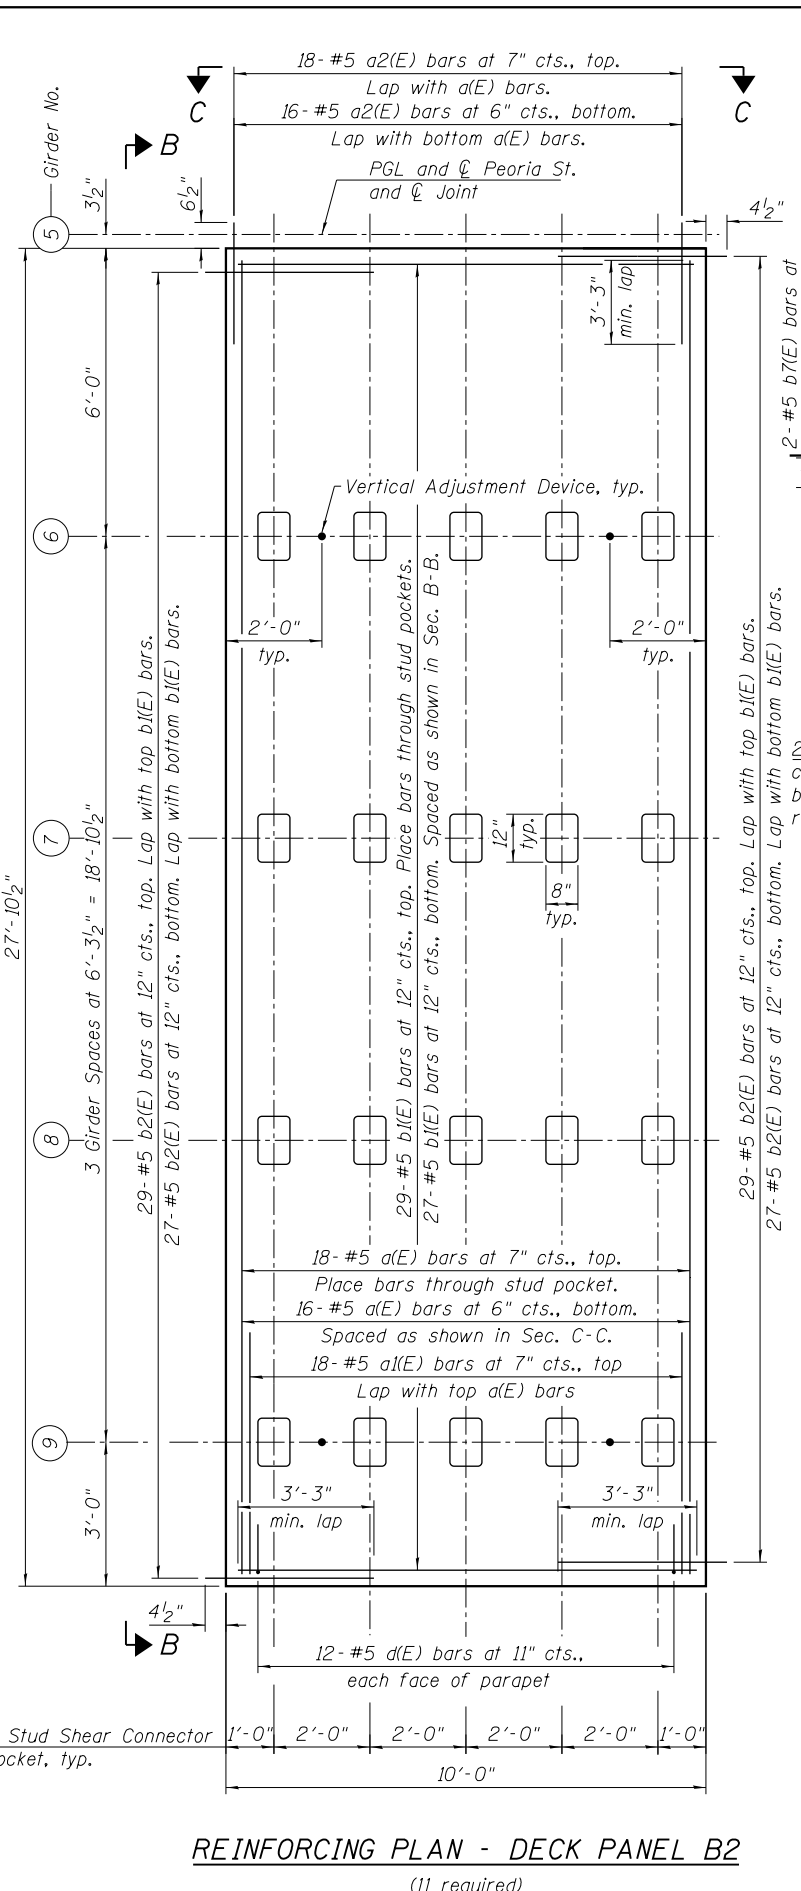 18-#5 a2(E) bars at 7" cts., top.
Lap with a(E) bars.
16-#5 a2(E) bars at 6" cts., bottom.
Lap with bottom a(E) bars.
C
C
B
PGL and ℄ Peoria St.
and ℄ Joint
Girder No.
3½"
6½"
4½"
5
3'-3"
min. lap
2-#5 b7(E) bars at
6'-0"
Vertical Adjustment Device, typ.
6
2'-0"
typ.
2'-0"
typ.
29-#5 b2(E) bars at 12" cts., top. Lap with top b1(E) bars.
27-#5 b2(E) bars at 12" cts., bottom. Lap with bottom b1(E) bars.
29-#5 b1(E) bars at 12" cts., top. Place bars through stud pockets.
27-#5 b1(E) bars at 12" cts., bottom. Spaced as shown in Sec. B-B.
29-#5 b2(E) bars at 12" cts., top. Lap with top b1(E) bars.
27-#5 b2(E) bars at 12" cts., bottom. Lap with bottom b1(E) bars.
7
12"
typ.
8"
typ.
27'-10½"
3 Girder Spaces at 6'-3½" = 18'-10½"
8
18-#5 a(E) bars at 7" cts., top.
Place bars through stud pocket.
16-#5 a(E) bars at 6" cts., bottom.
Spaced as shown in Sec. C-C.
18-#5 a1(E) bars at 7" cts., top
Lap with top a(E) bars
9
3'-0"
3'-3"
min. lap
3'-3"
min. lap
4½"
B
12-#5 d(E) bars at 11" cts.,
each face of parapet
Stud Shear Connector
typ.
1'-0"
2'-0"
2'-0"
2'-0"
2'-0"
1'-0"
10'-0"
REINFORCING PLAN - DECK PANEL B2
(11 required)